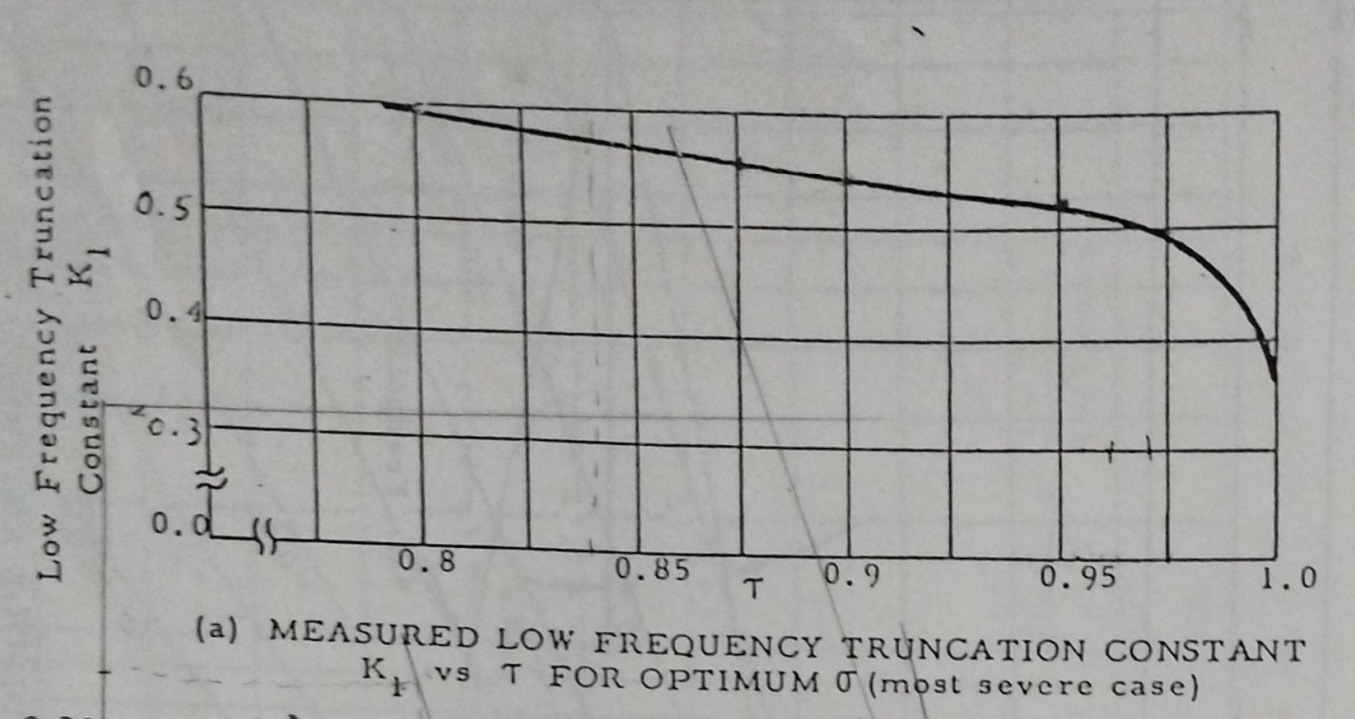 Low Frequency Truncation
Constant K1
0.6
0.5
0.4
0.3
0.0
0.8
0.85
τ
0.9
0.95
1.0
(a) MEASURED LOW FREQUENCY TRUNCATION CONSTANT
K1 vs τ FOR OPTIMUM σ (most severe case)